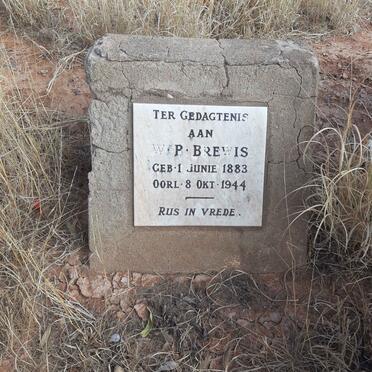 TER GEDAGTENIS
AAN
W·P·BREWIS
GEB·1 JUNIE 1883
OORL·8 OKT·1944
RUS IN VREDE.